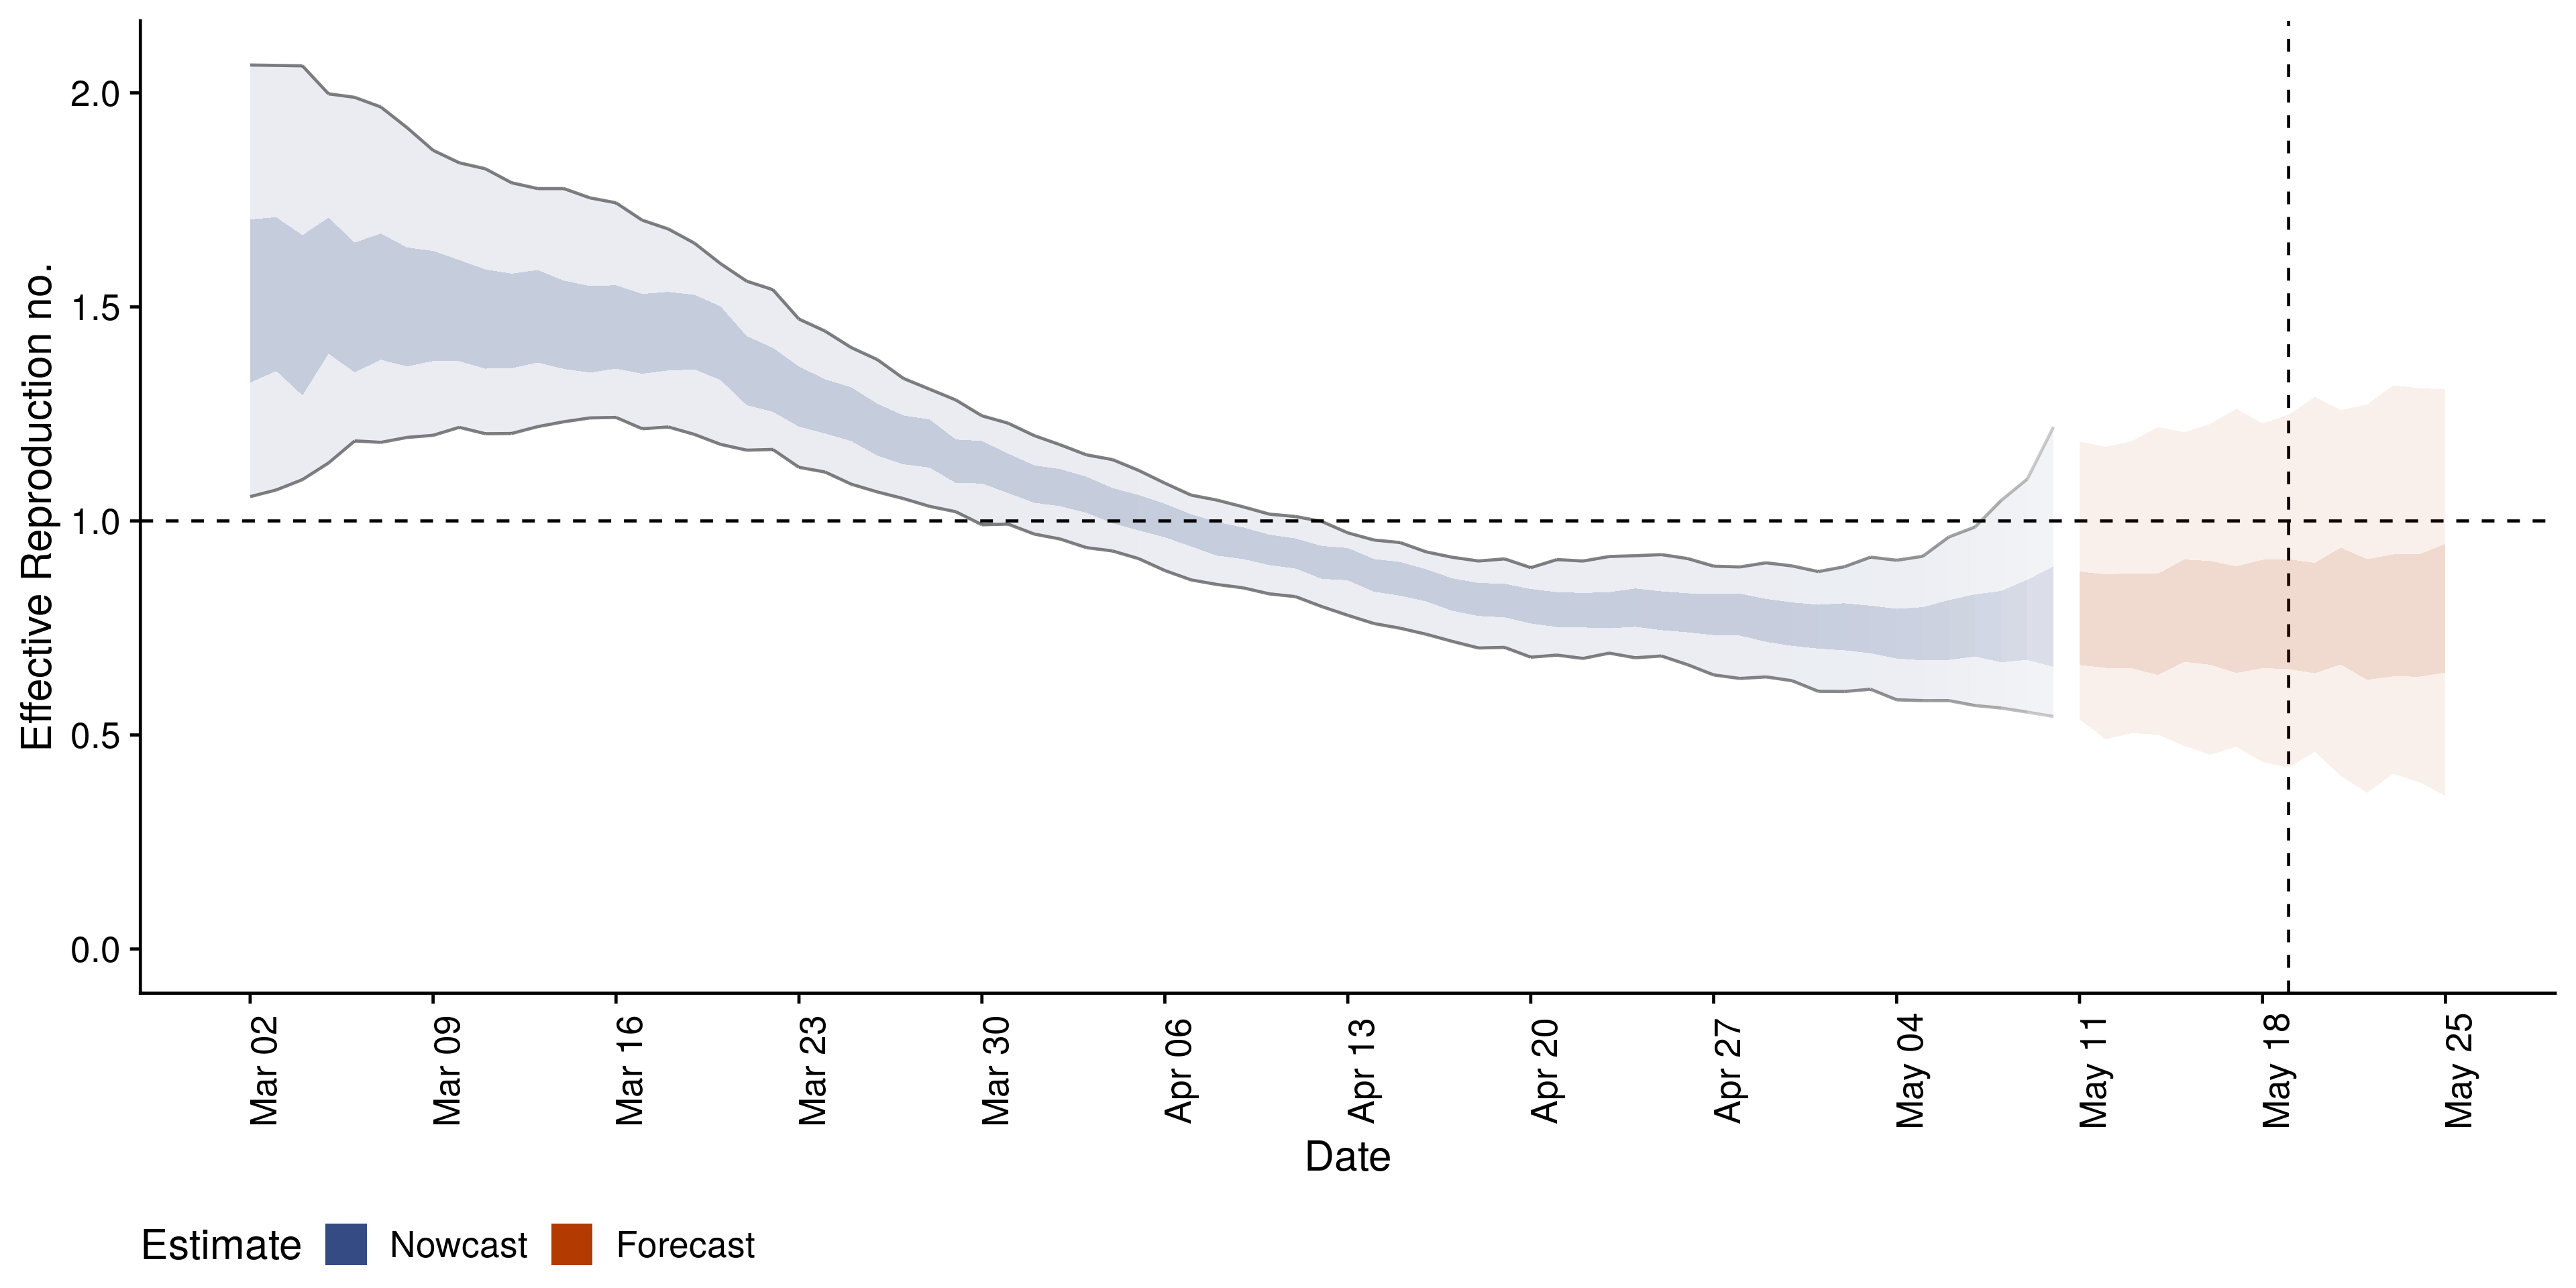 Effective Reproduction no.
2.0
1.5
1.0
0.5
0.0
Mar 02
Mar 09
Mar 16
Mar 23
Mar 30
Apr 06
Apr 13
Apr 20
Apr 27
May 04
May 11
May 18
May 25
Date
Estimate Nowcast Forecast